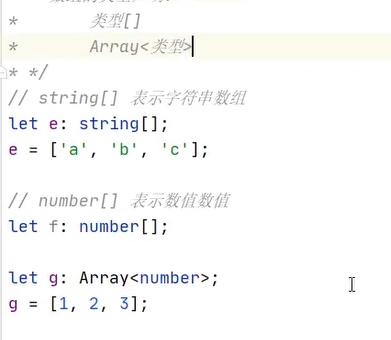 *        类型[]
*        Array<类型>
* */
// string[] 表示字符串数组
let e: string[];
e = ['a', 'b', 'c'];
// number[] 表示数值数值
let f: number[];
let g: Array<number>;
g = [1, 2, 3];